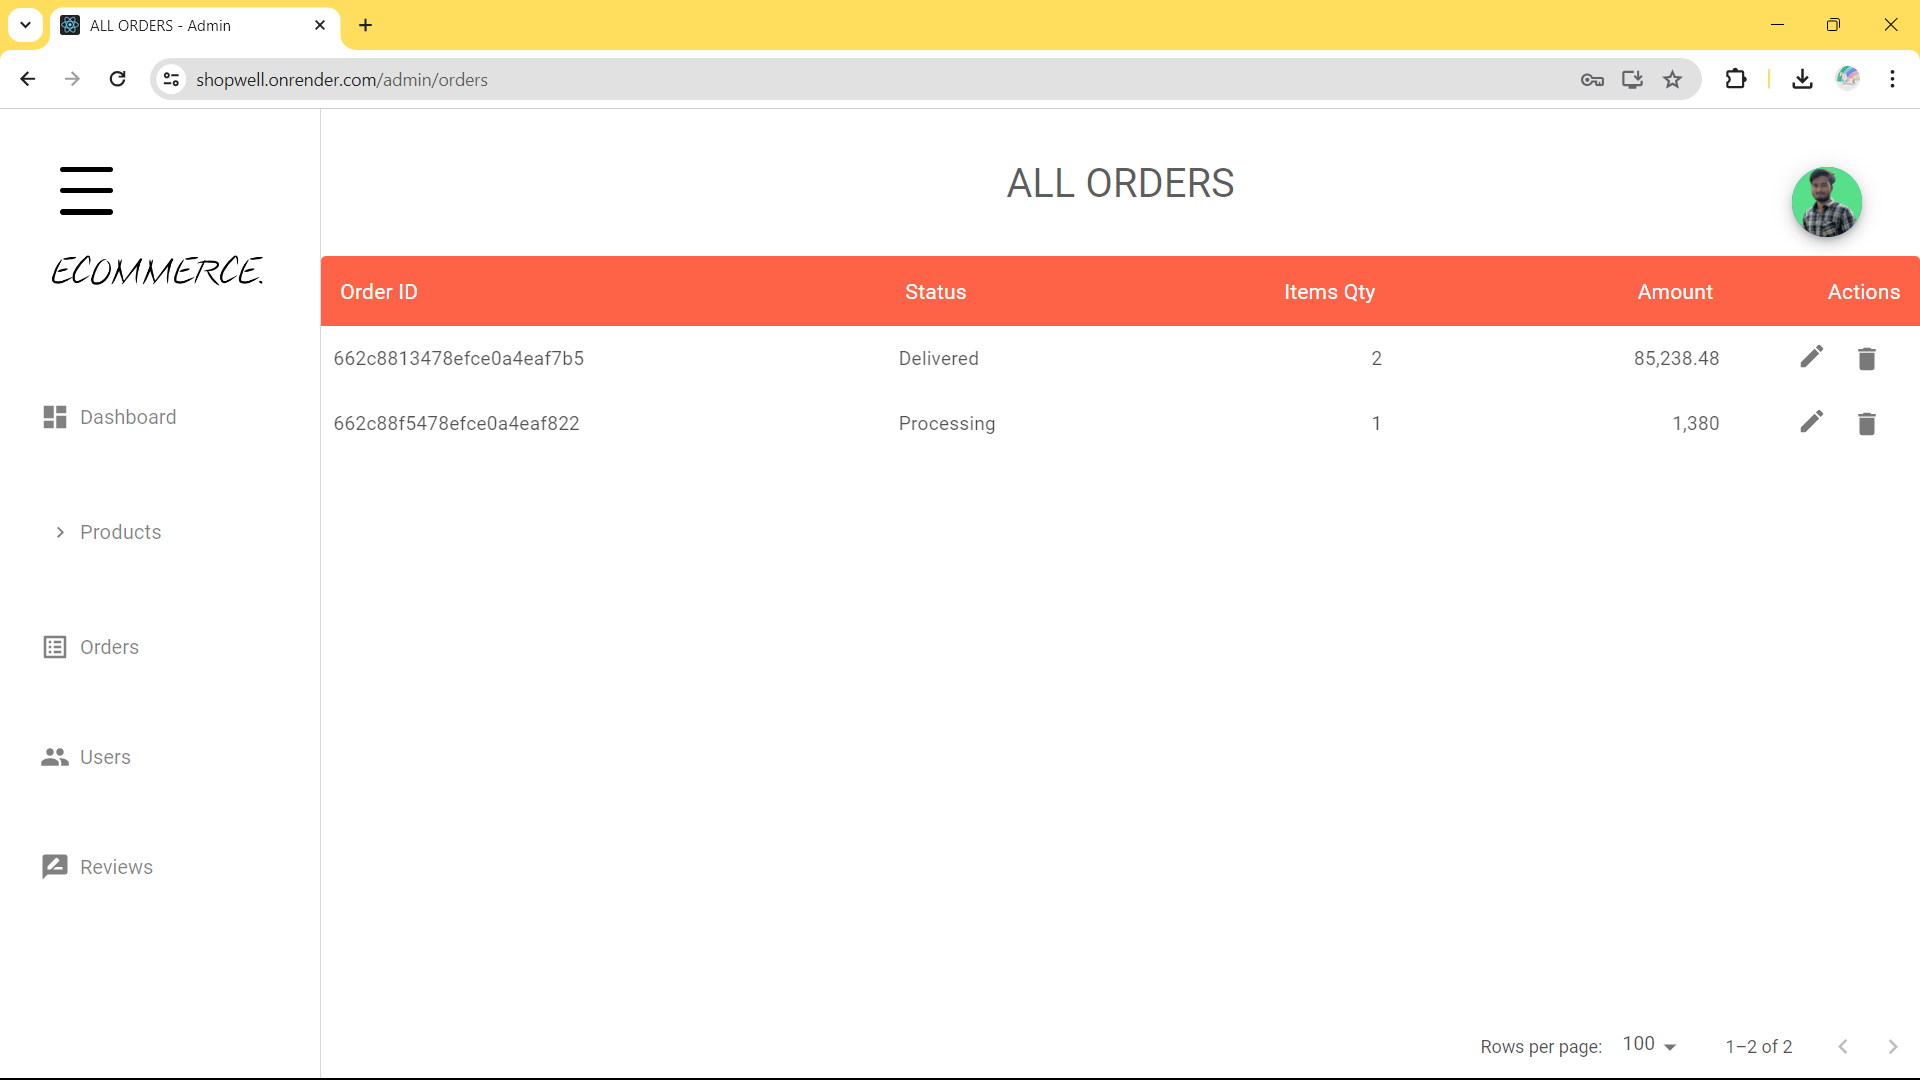 ALL ORDERS - Admin
shopwell.onrender.com/admin/orders
ECOMMERCE.
Dashboard
Products
Orders
Users
Reviews
ALL ORDERS
Order ID Status Items Qty Amount Actions
662c8813478efce0a4eaf7b5 Delivered 2 85,238.48
662c88f5478efce0a4eaf822 Processing 1 1,380
Rows per page: 100 1–2 of 2